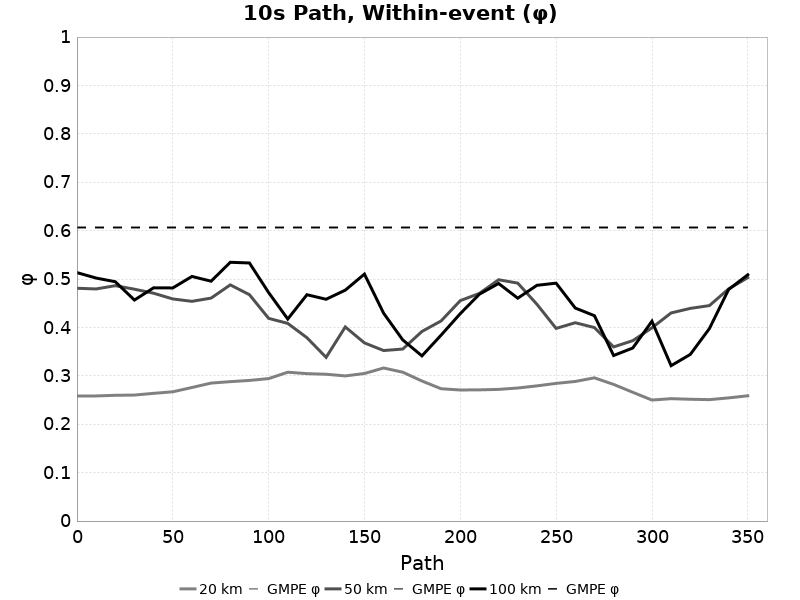 10s Path, Within-event (φ)
1
0.9
0.8
0.7
0.6
0.5
0.4
0.3
0.2
0.1
0
φ
0 50 100 150 200 250 300 350
Path
20 km GMPE φ 50 km GMPE φ 100 km GMPE φ